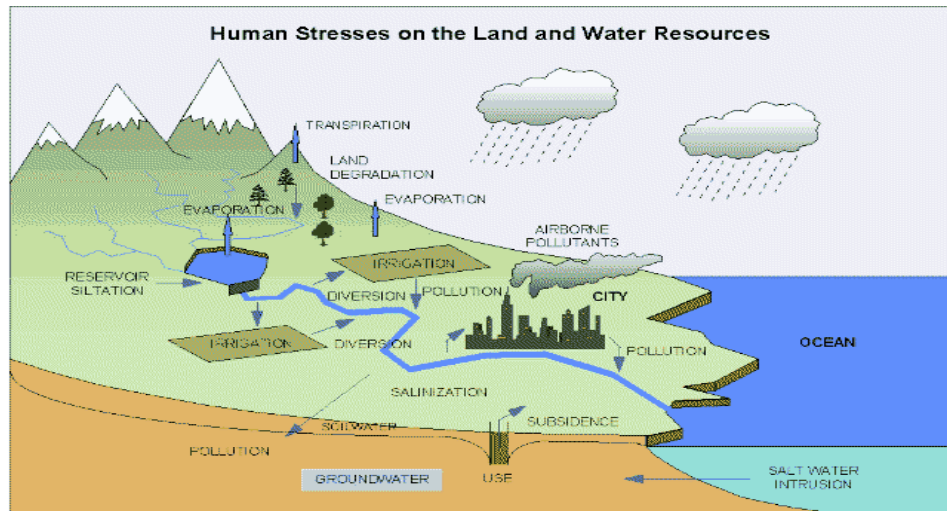 Human Stresses on the Land and Water Resources
TRANSPIRATION
LAND
DEGRADATION
EVAPORATION
EVAPORATION
AIRBORNE
POLLUTANTS
RESERVOIR
SILTATION
IRRIGATION
DIVERSION
POLLUTION
CITY
IRRIGATION
DIVERSION
POLLUTION
OCEAN
SALINIZATION
SOILWATER
SUBSIDENCE
POLLUTION
GROUNDWATER
USE
SALT WATER
INTRUSION